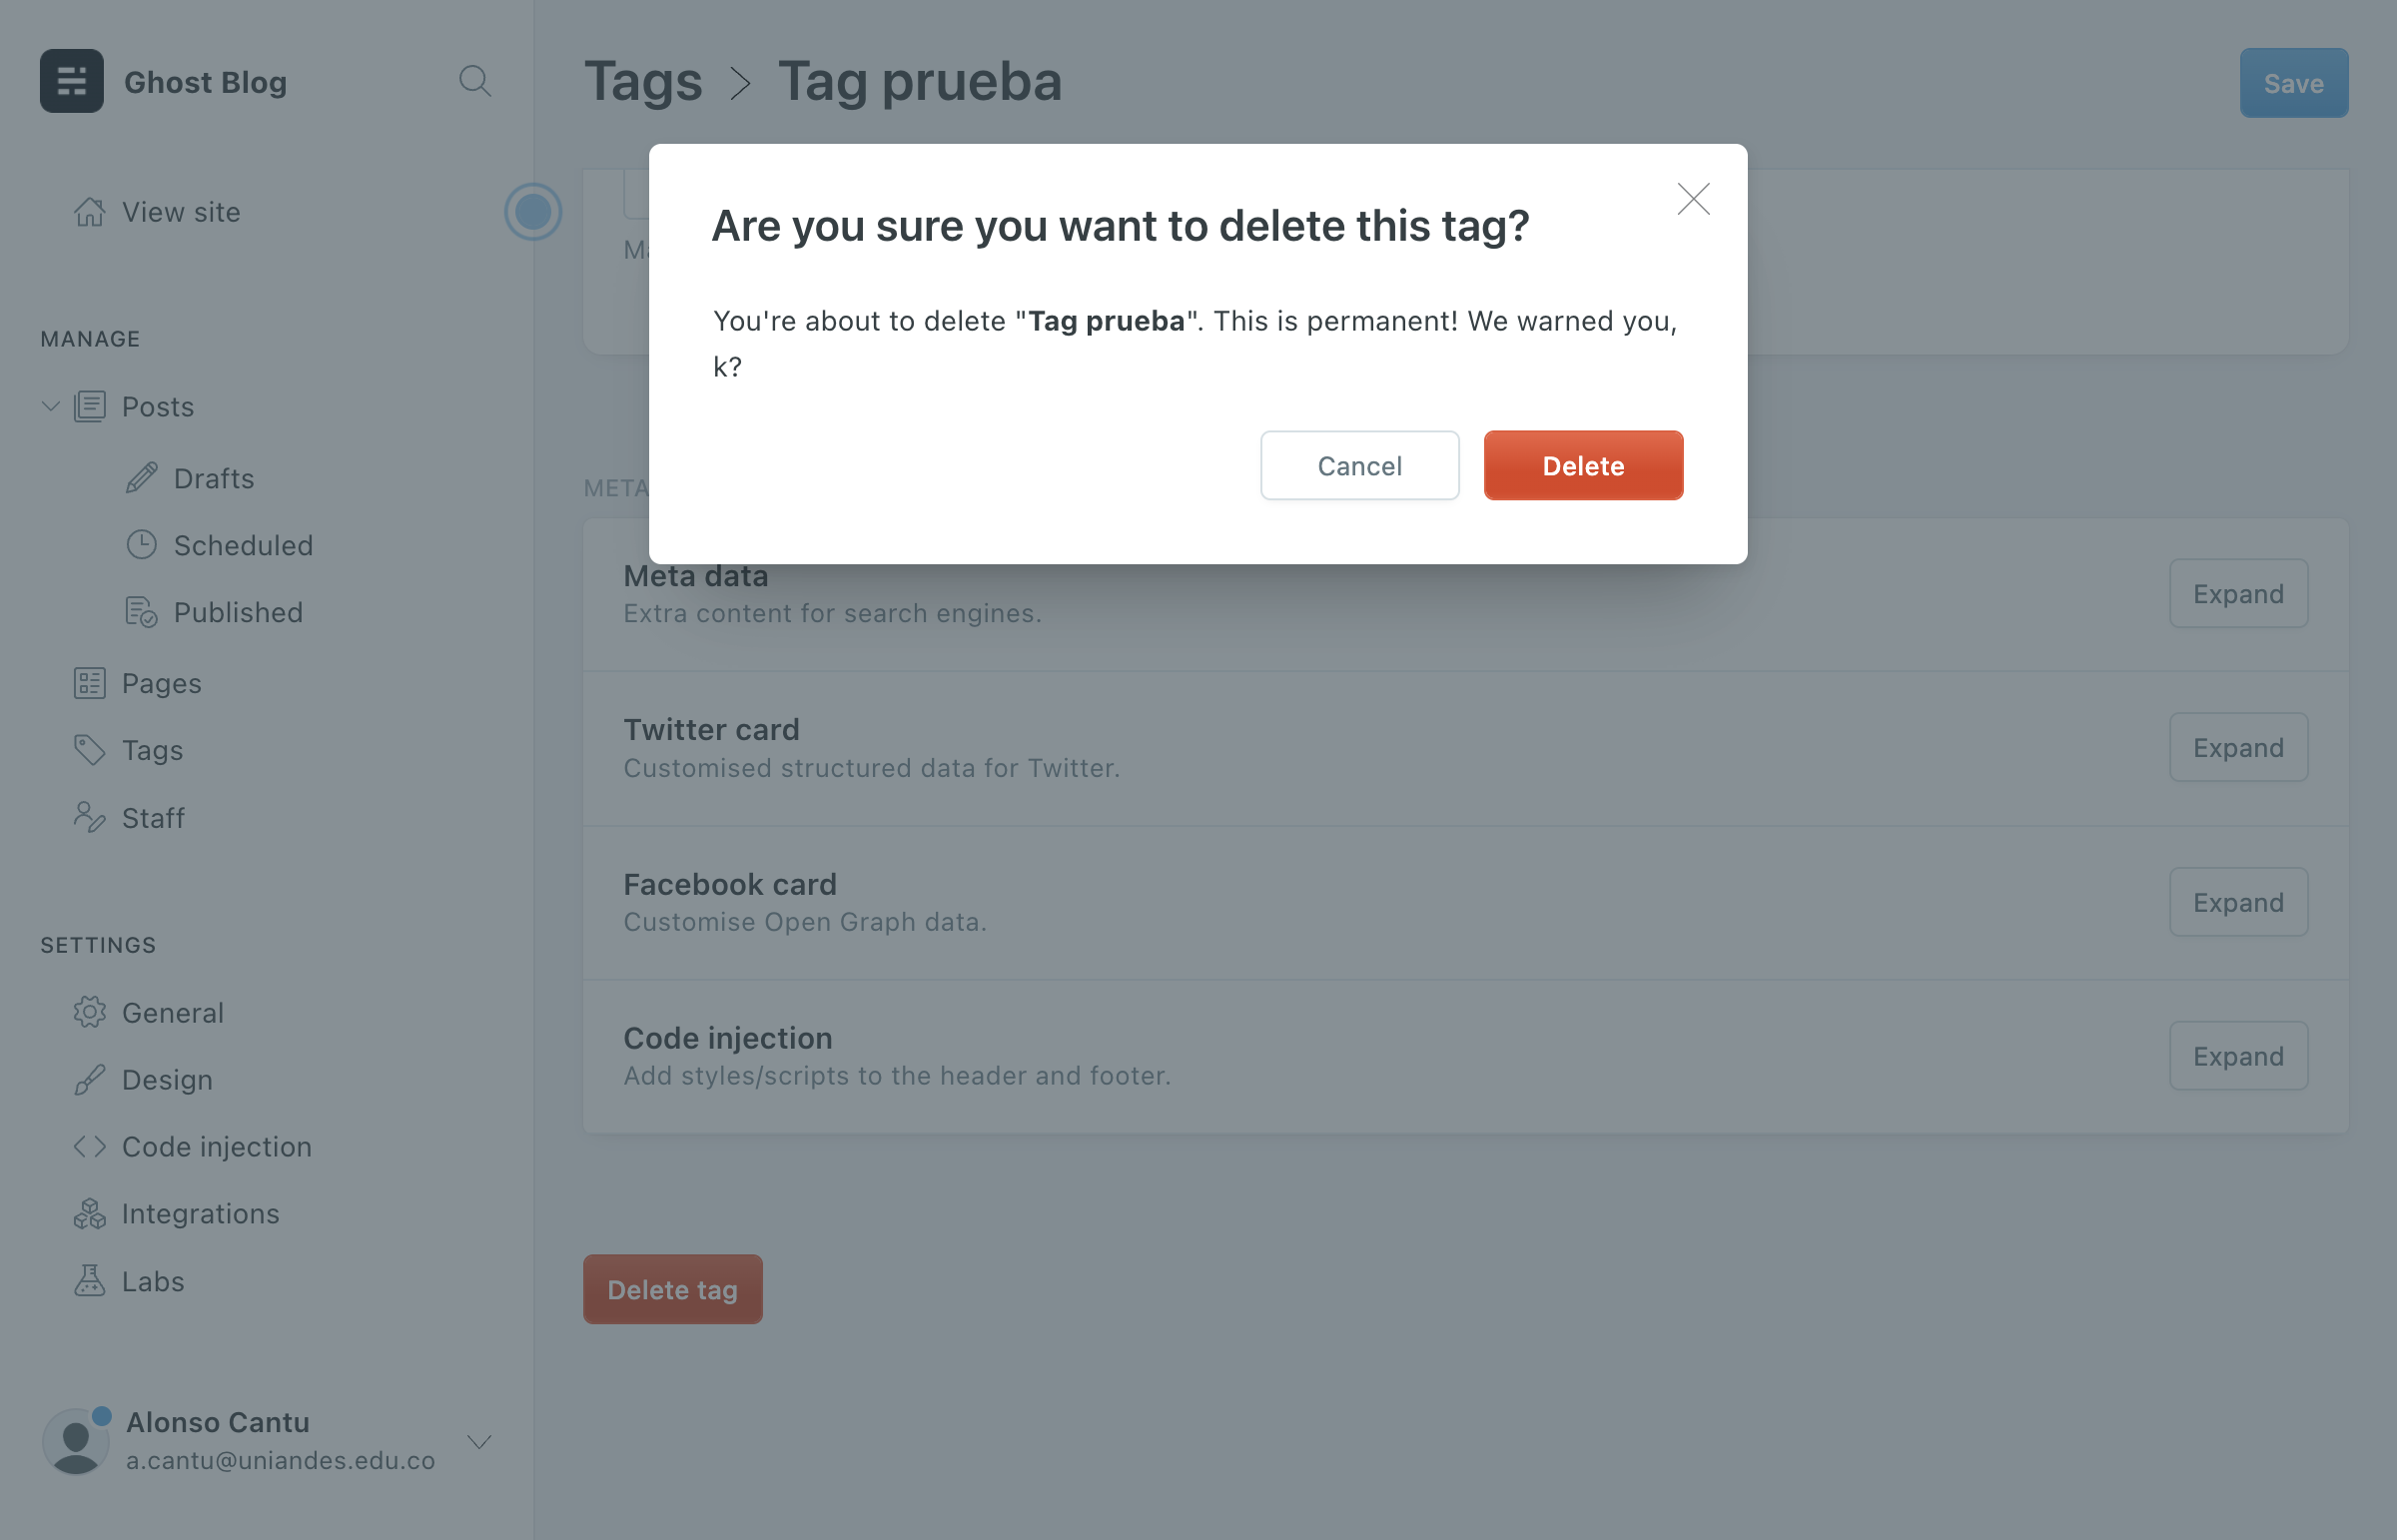 Ghost Blog
View site
MANAGE
Posts
Drafts
Scheduled
Published
Pages
Tags
Staff
SETTINGS
General
Design
Code injection
Integrations
Labs
Alonso Cantu
a.cantu@uniandes.edu.co
Tags > Tag prueba
Save
Are you sure you want to delete this tag?
You're about to delete "Tag prueba". This is permanent! We warned you,
k?
Cancel
Delete
META
Meta data
Extra content for search engines.
Expand
Twitter card
Customised structured data for Twitter.
Expand
Facebook card
Customise Open Graph data.
Expand
Code injection
Add styles/scripts to the header and footer.
Expand
Delete tag